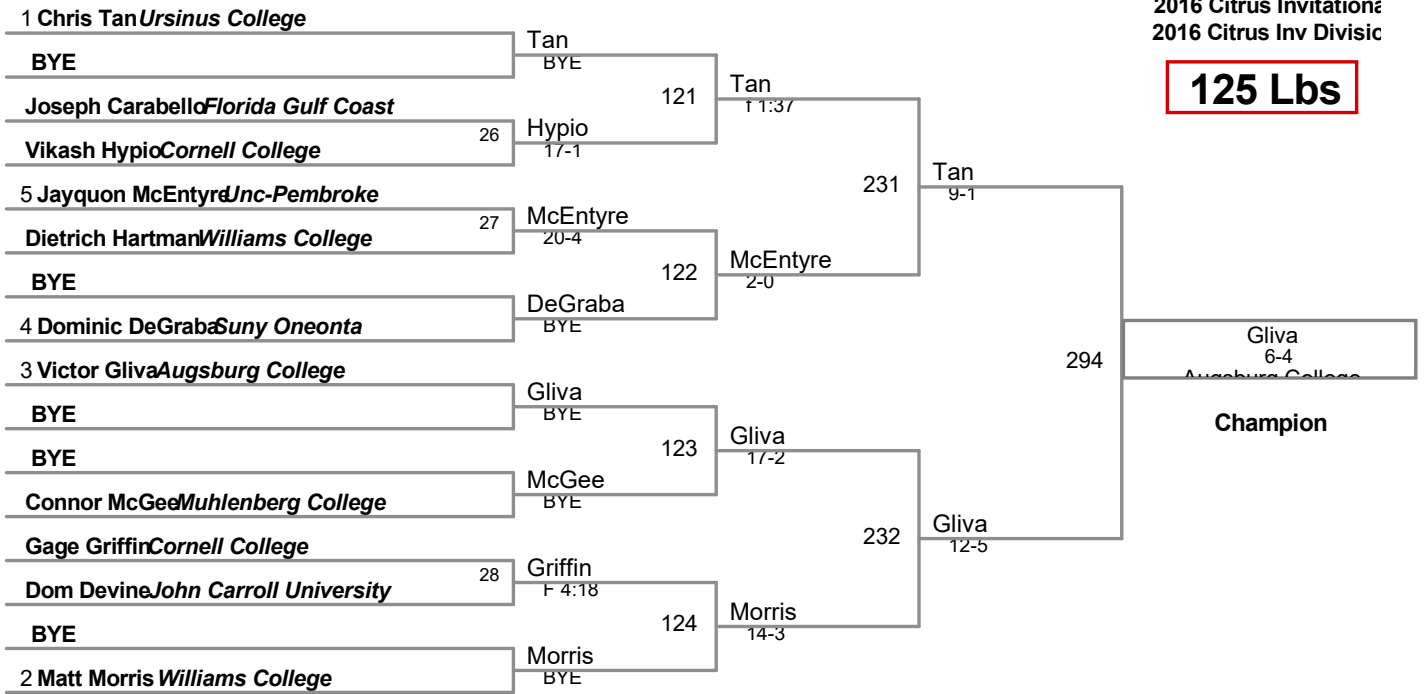 2016 Citrus Invitationa
2016 Citrus Inv Divisio
125 Lbs
1 Chris Tan Ursinus College
BYE
Joseph Carabello Florida Gulf Coast
Vikash Hypio Cornell College
5 Jayquon McEntyre Unc-Pembroke
Dietrich Hartman Williams College
BYE
4 Dominic DeGraba Suny Oneonta
3 Victor Gliva Augsburg College
BYE
BYE
Connor McGee Muhlenberg College
Gage Griffin Cornell College
Dom Devine John Carroll University
BYE
2 Matt Morris Williams College
Tan
BYE
26
Hypio
17-1
27
McEntyre
20-4
DeGraba
BYE
Gliva
BYE
McGee
BYE
28
Griffin
F 4:18
Morris
BYE
121
Tan
f 1:37
122
McEntyre
2-0
123
Gliva
17-2
124
Morris
14-3
231
Tan
9-1
232
Gliva
12-5
294
Gliva
6-4
Augsburg College
Champion